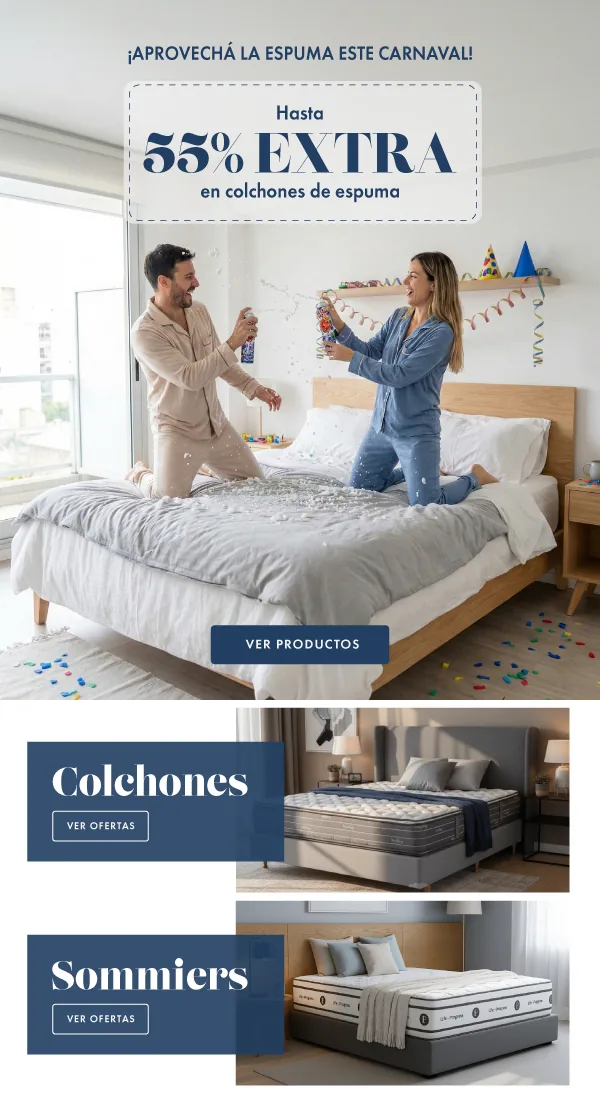 ¡APROVECHÁ LA ESPUMA ESTE CARNAVAL!
Hasta
55% EXTRA
en colchones de espuma
VER PRODUCTOS
Colchones
VER OFERTAS
Sommiers
VER OFERTAS